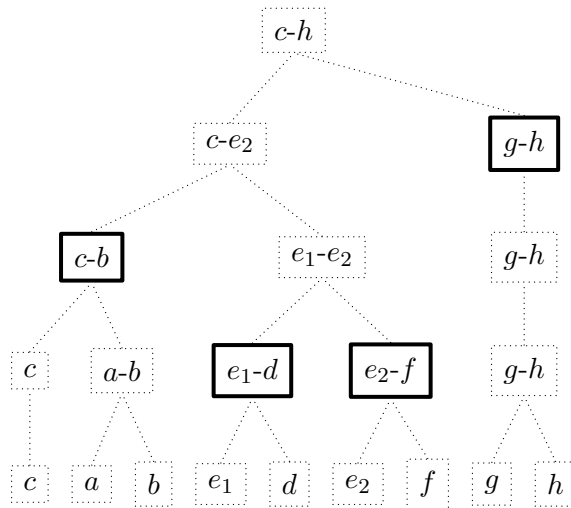 c-h
c-e₂ g-h
c-b e₁-e₂ g-h
c a-b e₁-d e₂-f g-h
c a b e₁ d e₂ f g h